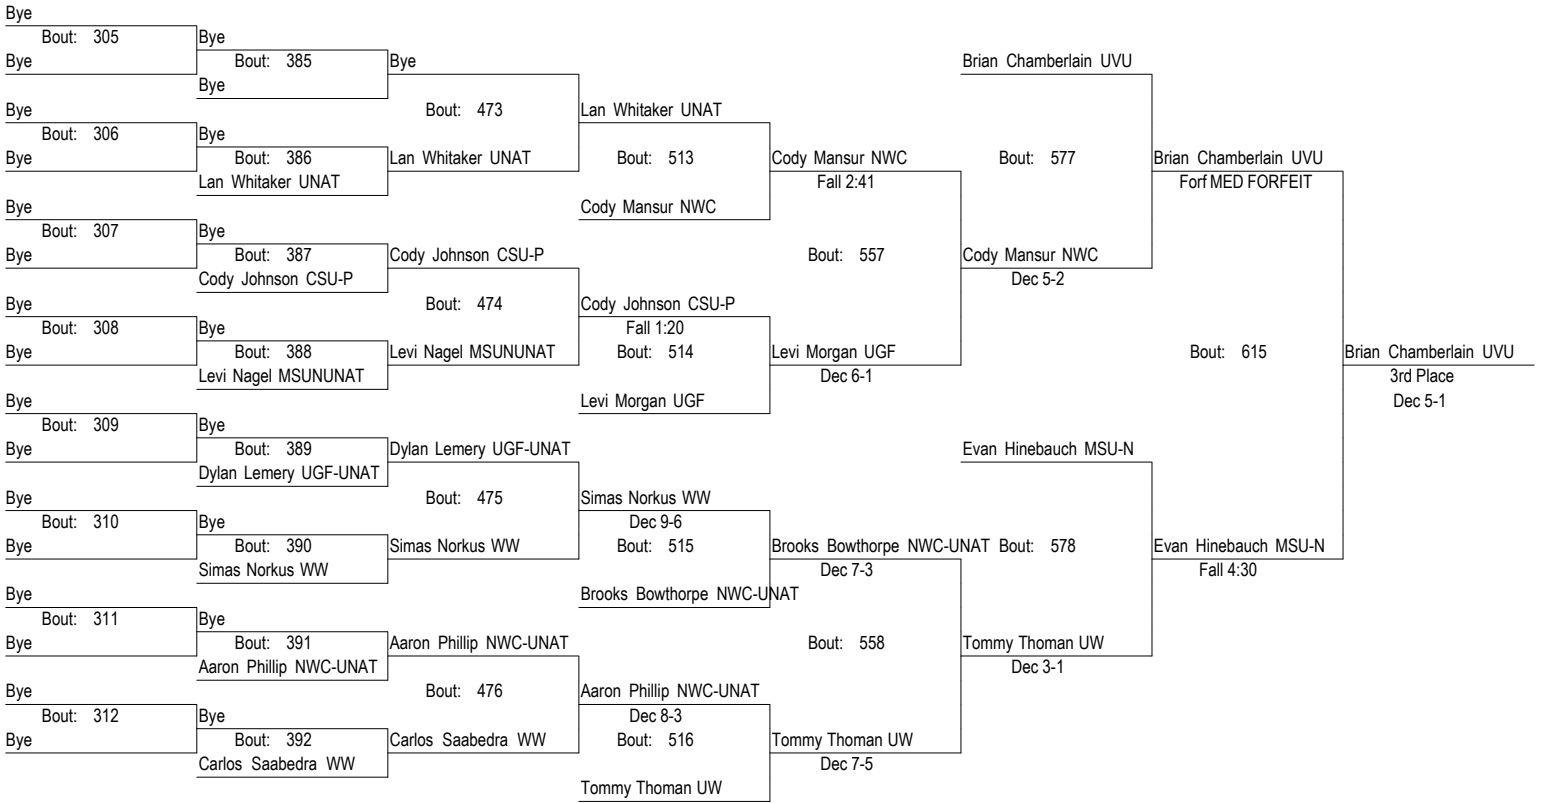 Bye
Bout: 305 Bye
Bye Bout: 385 Bye Brian Chamberlain UVU
Bye
Bye Bout: 473 Lan Whitaker UNAT
Bout: 306 Bye
Bye Bout: 386 Lan Whitaker UNAT Bout: 513 Cody Mansur NWC Bout: 577 Brian Chamberlain UVU
Lan Whitaker UNAT Fall 2:41 Forf MED FORFEIT
Bye Cody Mansur NWC
Bout: 307 Bye
Bye Bout: 387 Cody Johnson CSU-P Bout: 557 Cody Mansur NWC
Cody Johnson CSU-P Dec 5-2
Bye Bout: 474 Cody Johnson CSU-P
Bout: 308 Bye Fall 1:20
Bye Bout: 388 Levi Nagel MSUNUNAT Bout: 514 Levi Morgan UGF Bout: 615 Brian Chamberlain UVU
Levi Nagel MSUNUNAT Dec 6-1 3rd Place
Bye Levi Morgan UGF Dec 5-1
Bout: 309 Bye
Bye Bout: 389 Dylan Lemery UGF-UNAT Evan Hinebauch MSU-N
Dylan Lemery UGF-UNAT
Bye Bout: 475 Simas Norkus WW
Bout: 310 Bye Dec 9-6
Bye Bout: 390 Simas Norkus WW Bout: 515 Brooks Bowthorpe NWC-UNAT Bout: 578 Evan Hinebauch MSU-N
Simas Norkus WW Dec 7-3 Fall 4:30
Bye Brooks Bowthorpe NWC-UNAT
Bout: 311 Bye
Bye Bout: 391 Aaron Phillip NWC-UNAT Bout: 558 Tommy Thoman UW
Aaron Phillip NWC-UNAT Dec 3-1
Bye Bout: 476 Aaron Phillip NWC-UNAT
Bout: 312 Bye Dec 8-3
Bye Bout: 392 Carlos Saabedra WW Bout: 516 Tommy Thoman UW
Carlos Saabedra WW Dec 7-5
Tommy Thoman UW